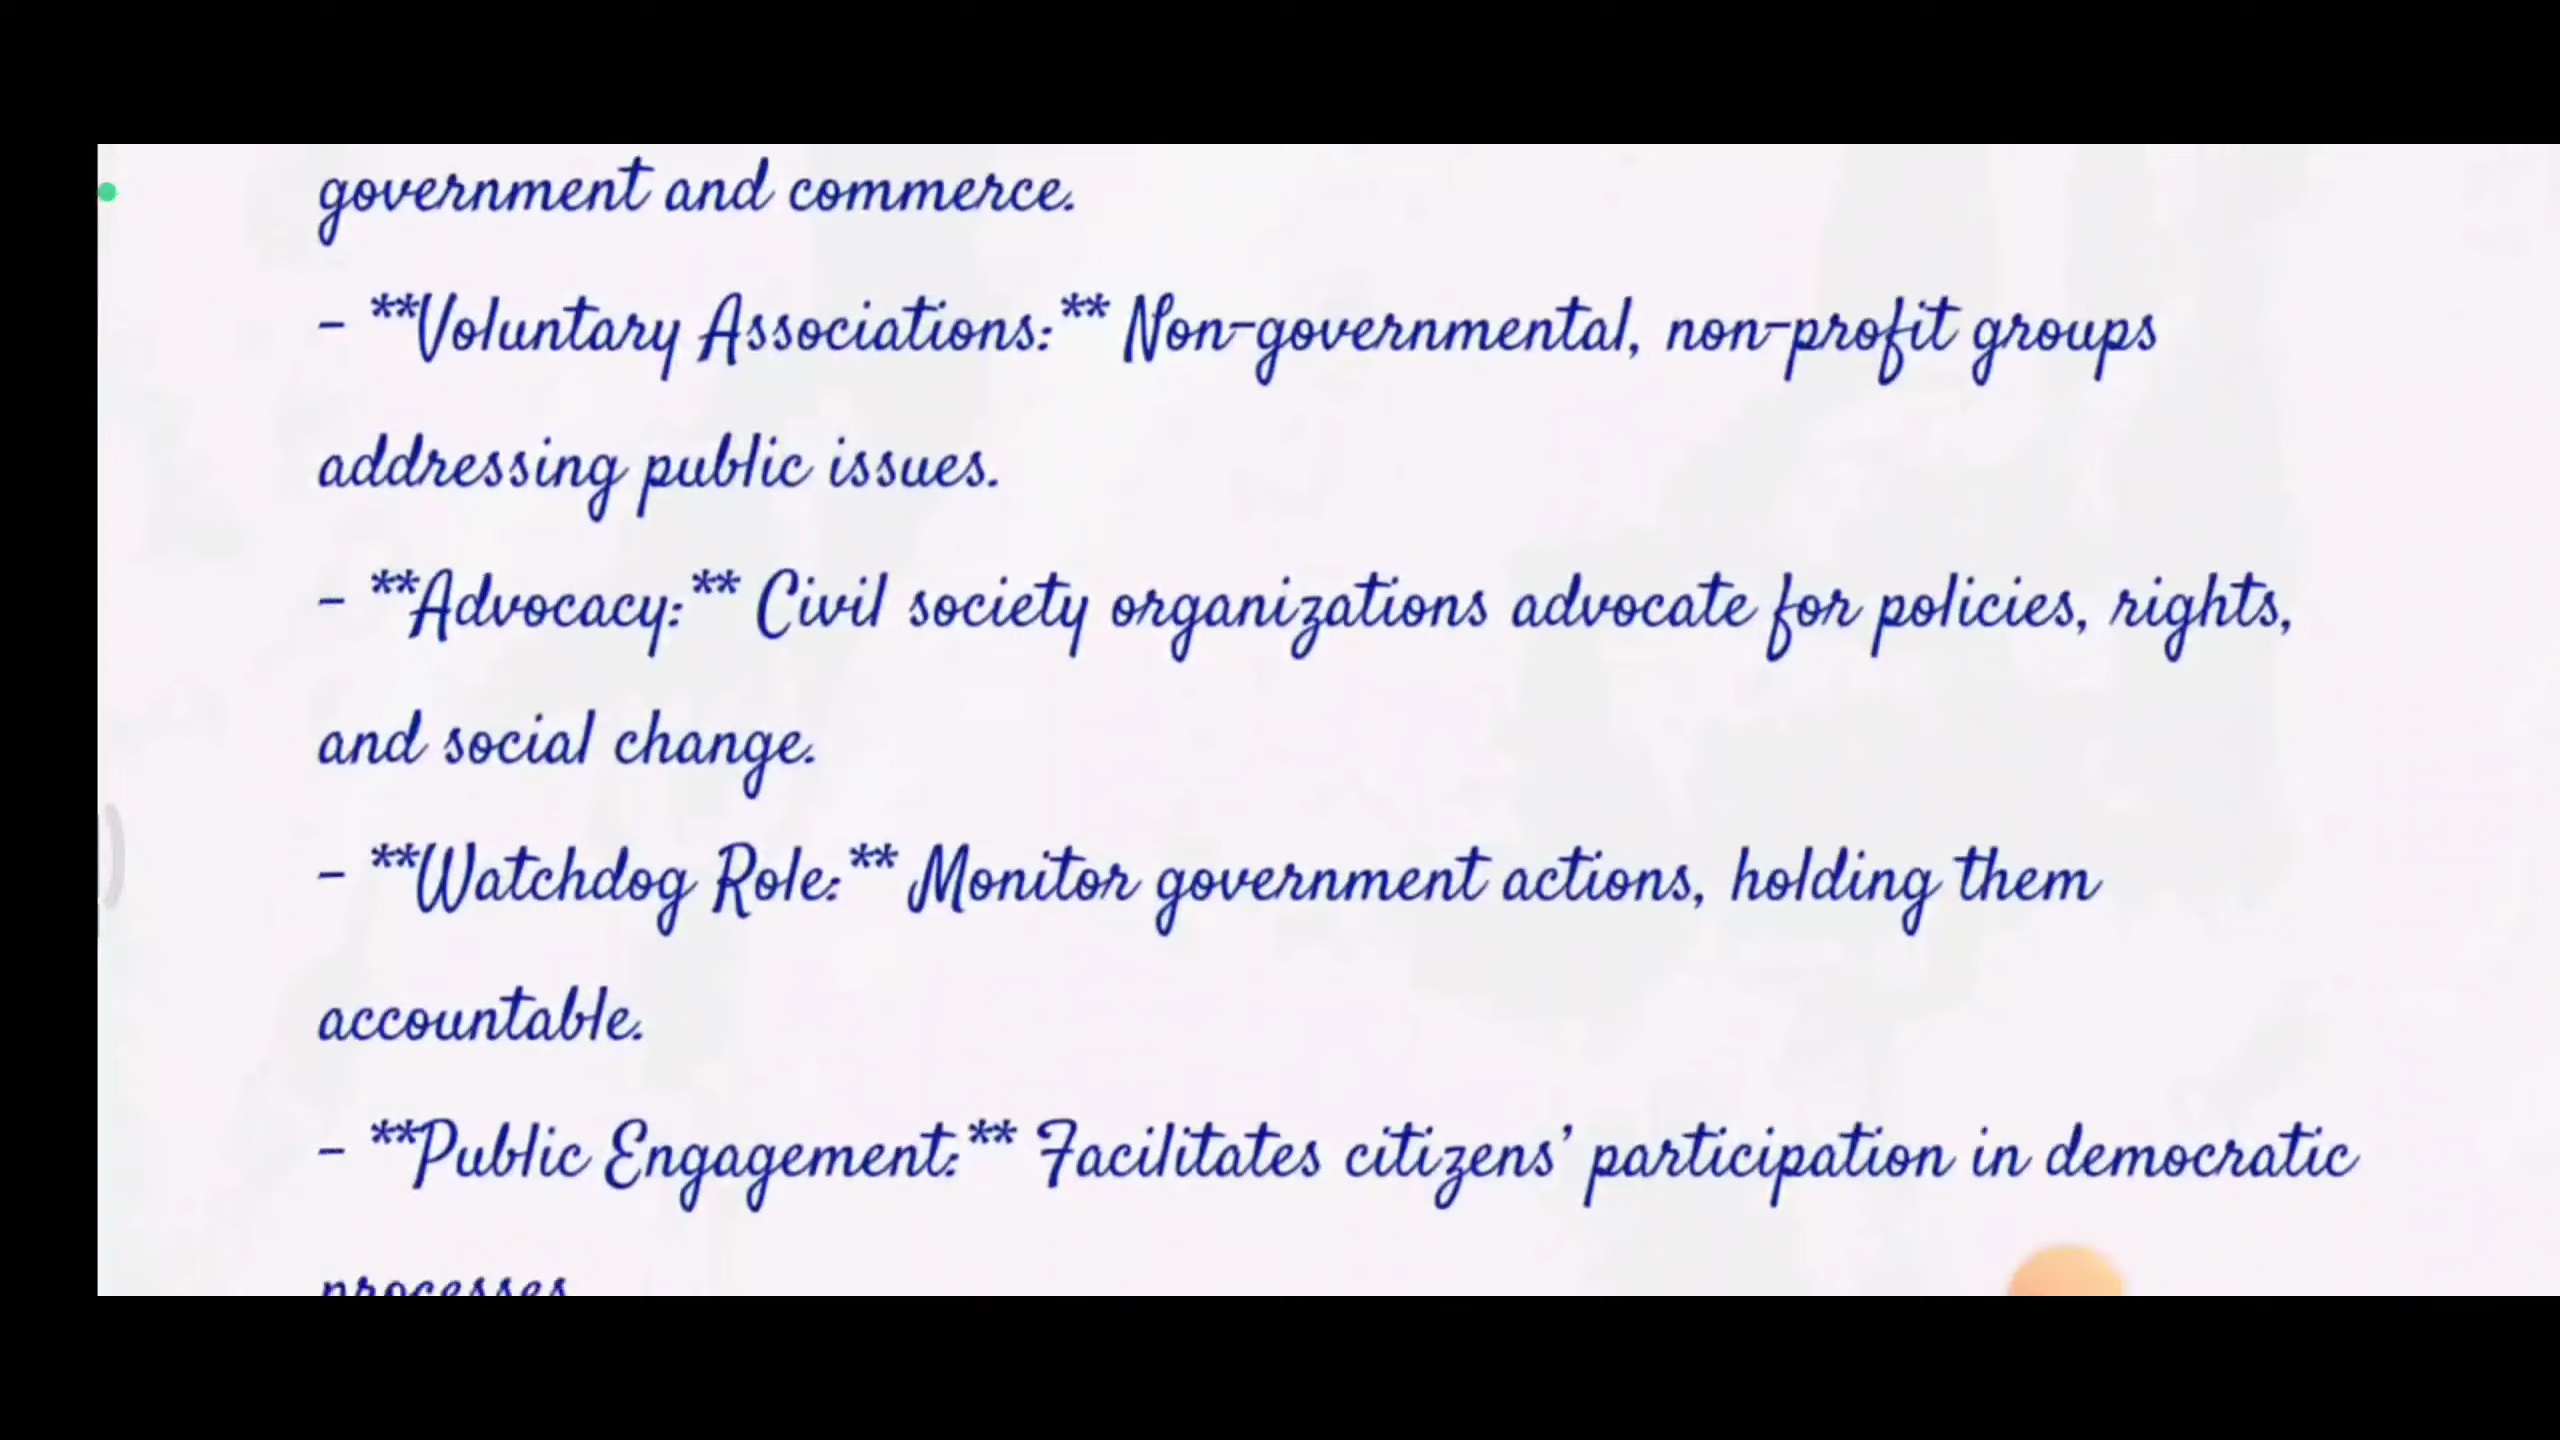 government and commerce.
- **Voluntary Associations:** Non-governmental, non-profit groups
addressing public issues.
- **Advocacy:** Civil society organizations advocate for policies, rights,
and social change.
- **Watchdog Role:** Monitor government actions, holding them
accountable.
- **Public Engagement:** Facilitates citizens’ participation in democratic
processes